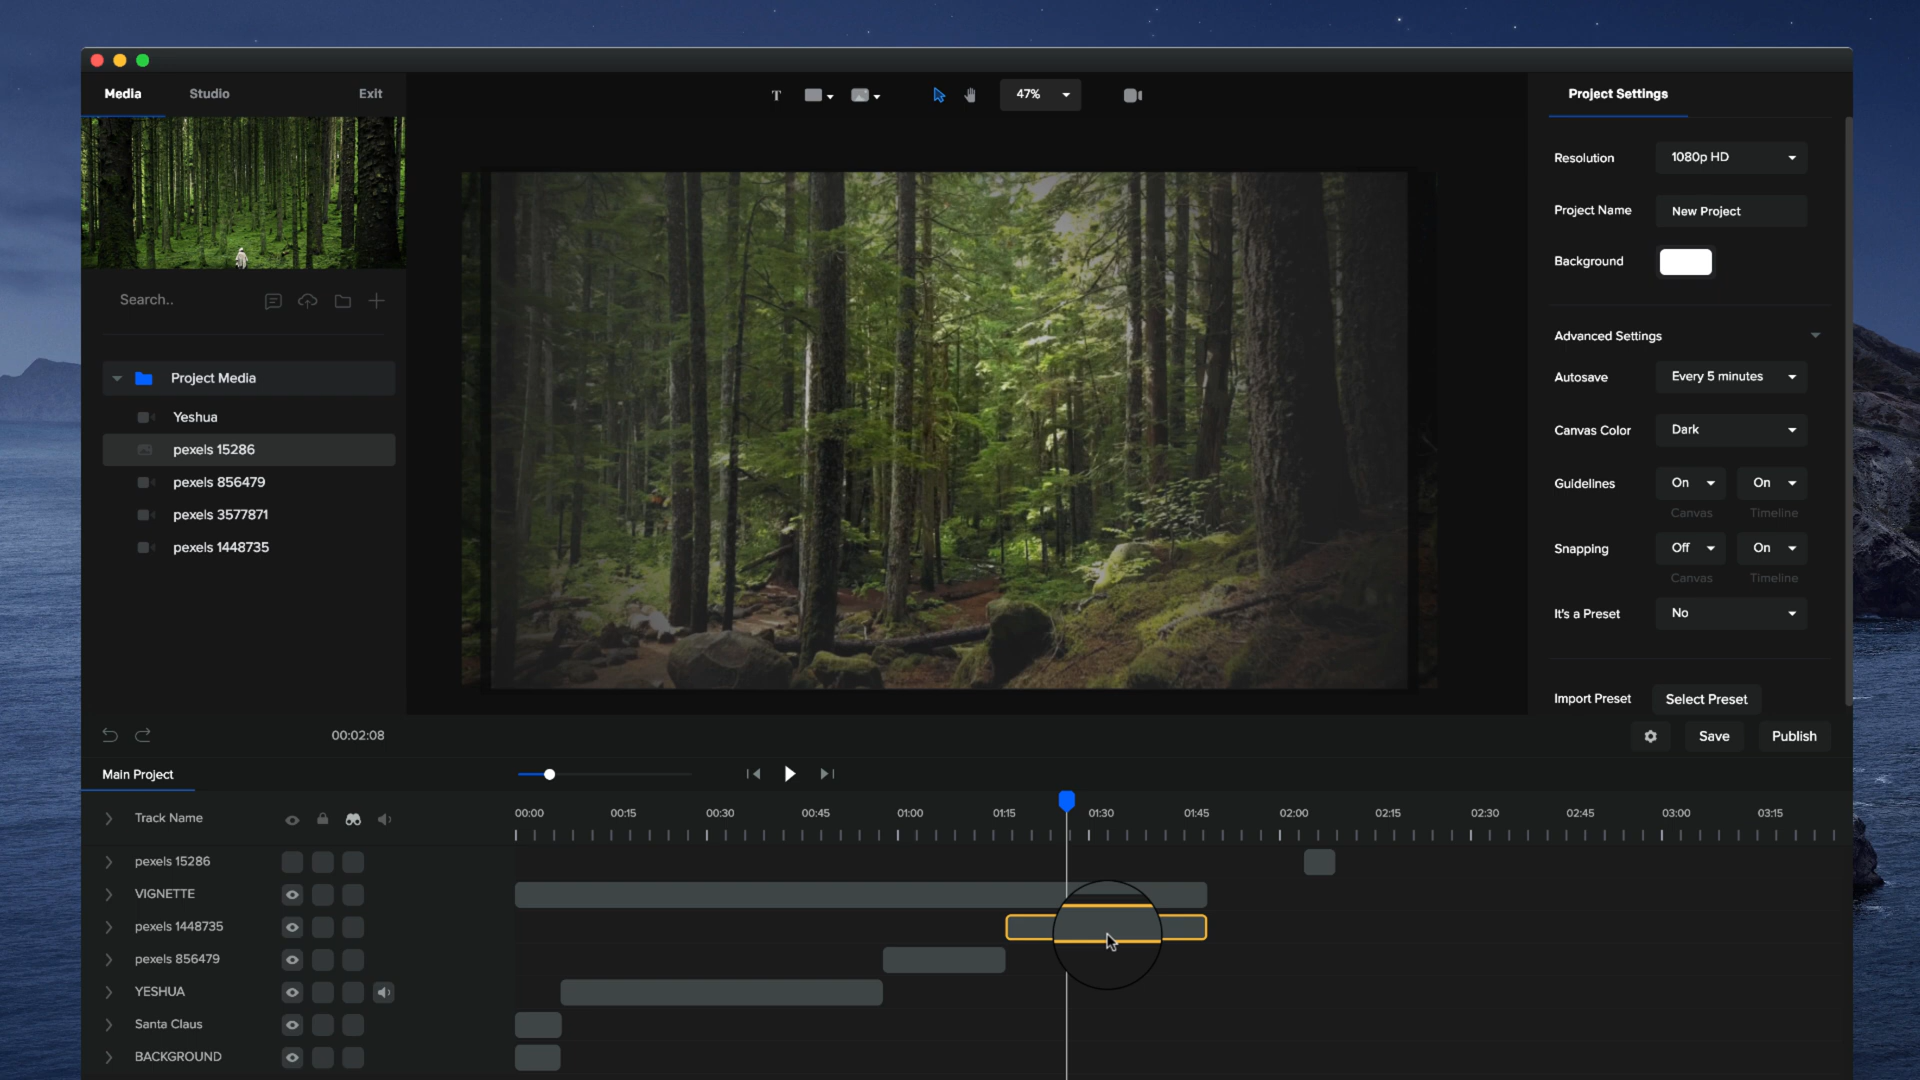 Media Studio Exit
T
47%
Project Settings
Resolution 1080p HD
Project Name New Project
Background
Search..
Advanced Settings
Project Media
Autosave Every 5 minutes
Yeshua
Canvas Color Dark
pexels 15286
pexels 856479
Guidelines On On
Canvas Timeline
pexels 3577871
Snapping Off On
pexels 1448735
Canvas Timeline
It's a Preset No
Import Preset Select Preset
00:02:08
Save Publish
Main Project
Track Name
00:00 00:15 00:30 00:45 01:00 01:15 01:30 01:45 02:00 02:15 02:30 02:45 03:00 03:15
pexels 15286
VIGNETTE
pexels 1448735
pexels 856479
YESHUA
Santa Claus
BACKGROUND